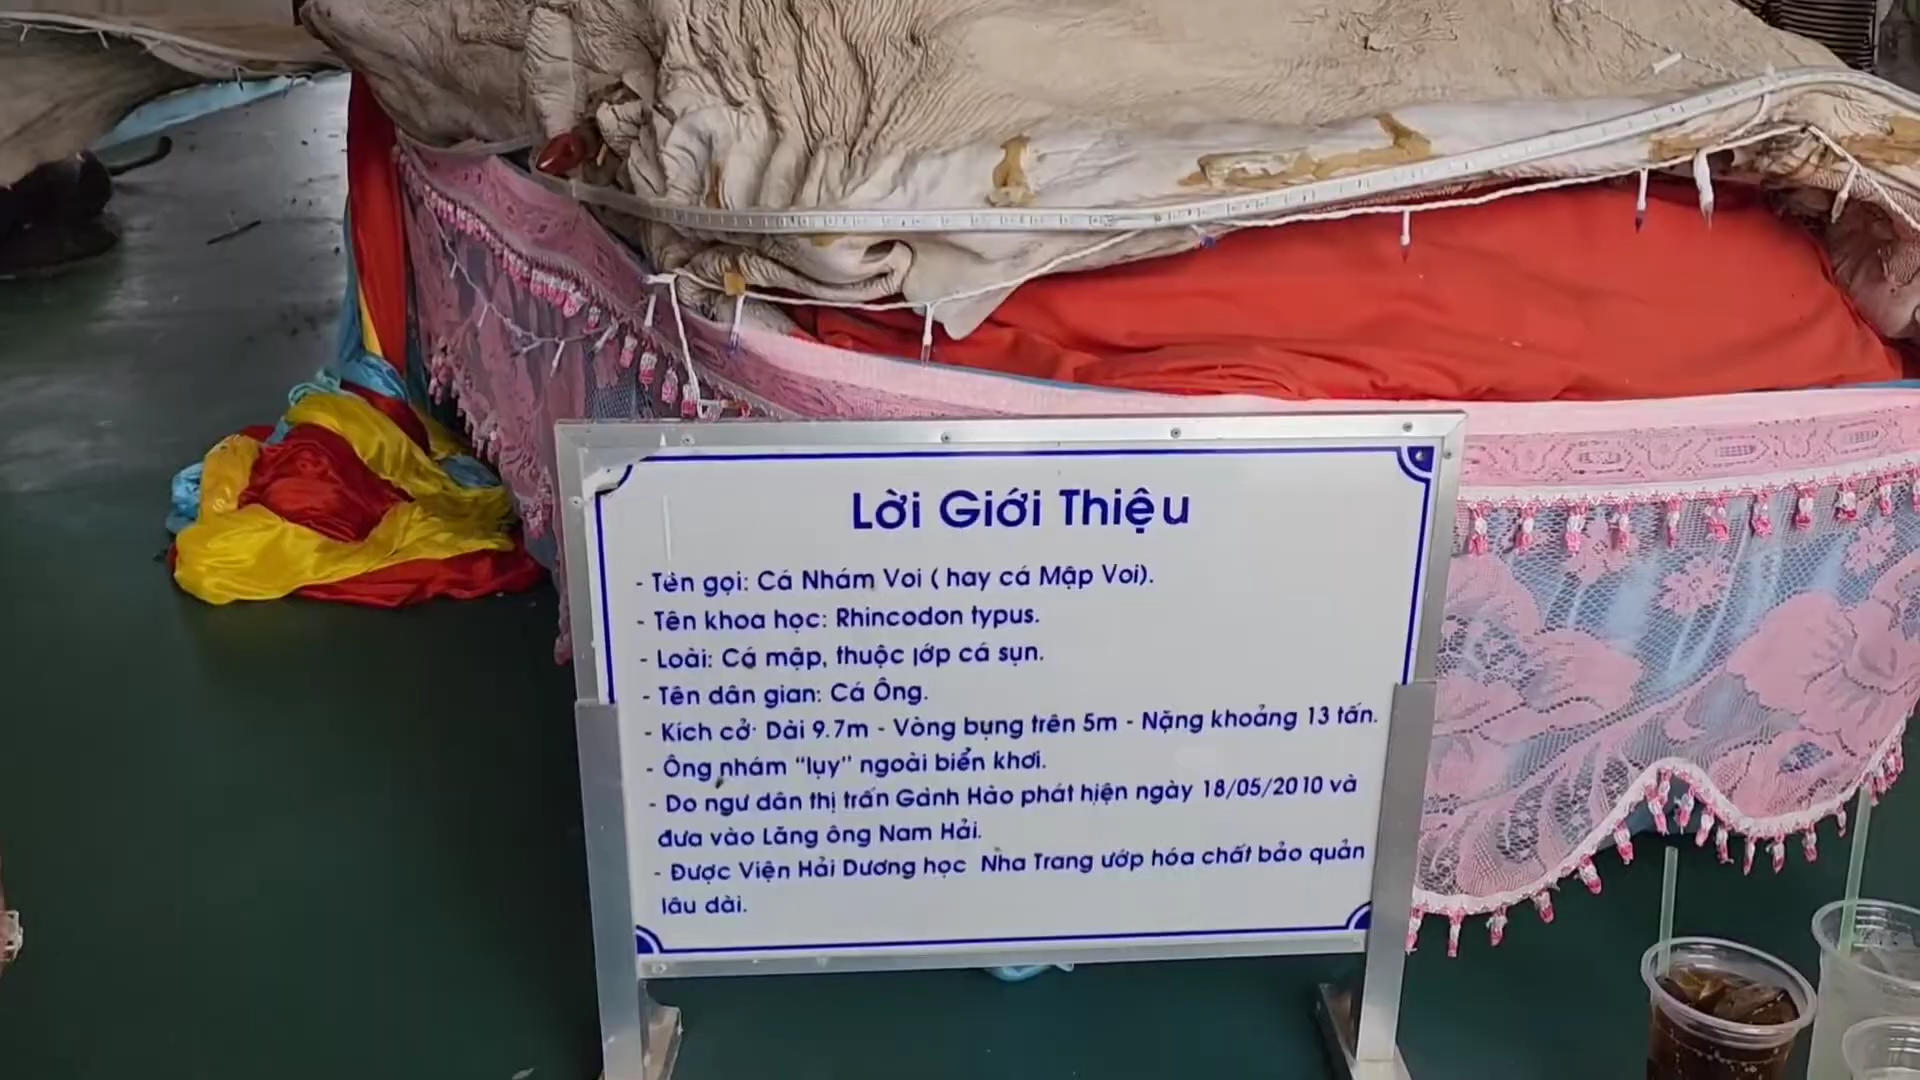 Lời Giới Thiệu
- Tên gọi: Cá Nhám Voi ( hay cá Mập Voi).
- Tên khoa học: Rhincodon typus.
- Loài: Cá mập, thuộc lớp cá sụn.
- Tên dân gian: Cá Ông.
- Kích cỡ: Dài 9.7m - Vòng bụng trên 5m - Nặng khoảng 13 tấn.
- Ông nhám “lụy” ngoài biển khơi.
- Do ngư dân thị trấn Gành Hào phát hiện ngày 18/05/2010 và
đưa vào Lăng ông Nam Hải.
- Được Viện Hải Dương học Nha Trang ướp hóa chất bảo quản
lâu dài.